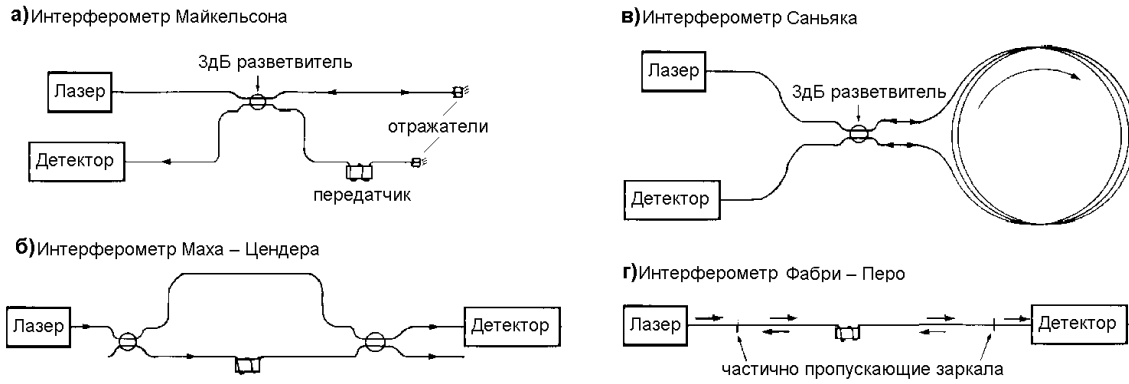 а) Интерферометр Майкельсона
3дБ разветвитель
Лазер
отражатели
Детектор
передатчик
б) Интерферометр Маха – Цендера
Лазер
Детектор
в) Интерферометр Саньяка
Лазер
3дБ разветвитель
Детектор
г) Интерферометр Фабри – Перо
Лазер
Детектор
частично пропускающие заркала